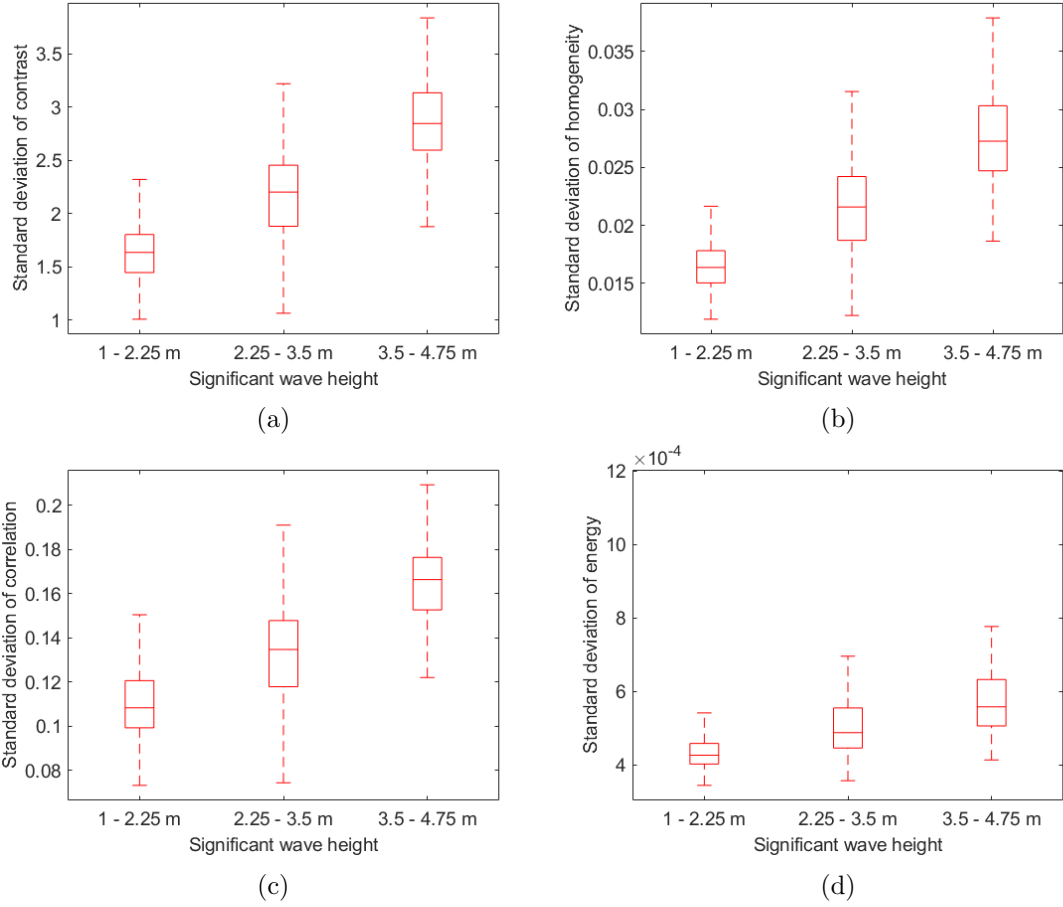 Standard deviation of contrast
3.5
3
2.5
2
1.5
1
1 - 2.25 m 2.25 - 3.5 m 3.5 - 4.75 m
Significant wave height
(a)
Standard deviation of homogeneity
0.035
0.03
0.025
0.02
0.015
1 - 2.25 m 2.25 - 3.5 m 3.5 - 4.75 m
Significant wave height
(b)
Standard deviation of correlation
0.2
0.18
0.16
0.14
0.12
0.1
0.08
1 - 2.25 m 2.25 - 3.5 m 3.5 - 4.75 m
Significant wave height
(c)
×10⁻⁴
Standard deviation of energy
12
10
8
6
4
1 - 2.25 m 2.25 - 3.5 m 3.5 - 4.75 m
Significant wave height
(d)